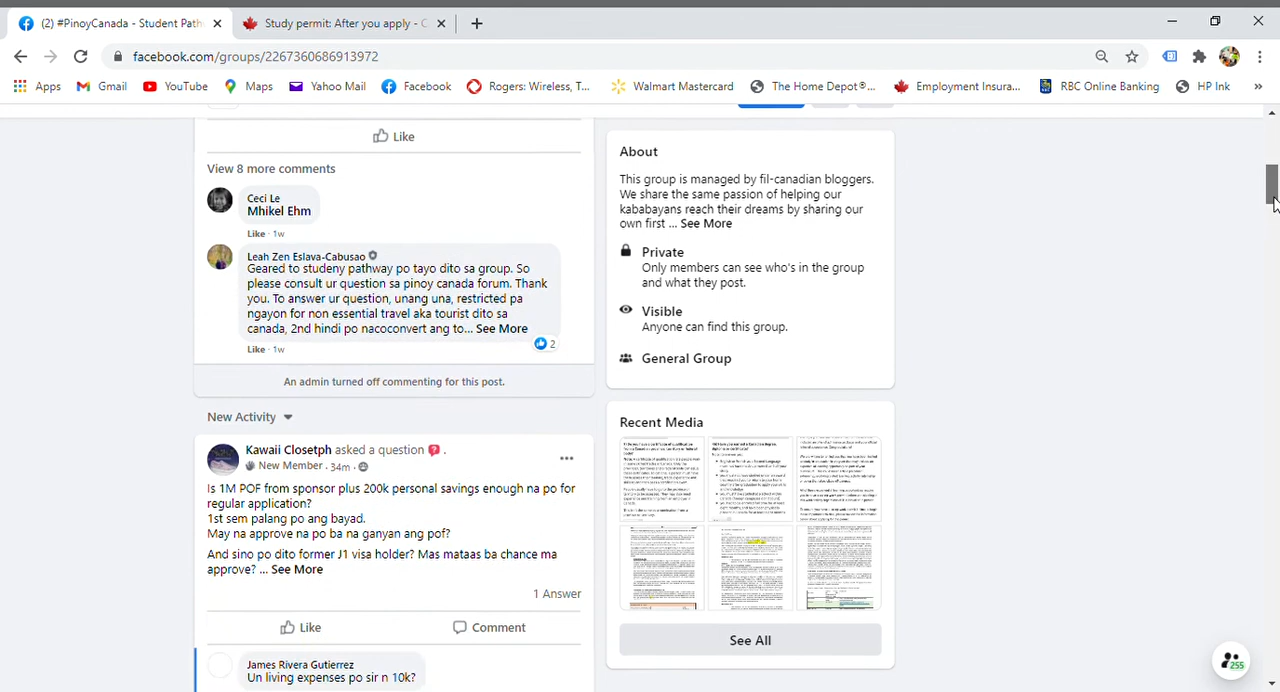 (2) #PinoyCanada - Student Path
Study permit: After you apply - C
facebook.com/groups/2267360686913972
Apps Gmail YouTube Maps Yahoo Mail Facebook Rogers: Wireless, T... Walmart Mastercard The Home Depot®... Employment Insura... RBC Online Banking HP Ink »
Like
View 8 more comments
Ceci Le
Mhikel Ehm
Like · 1w
Leah Zen Eslava-Cabusao
Geared to studeny pathway po tayo dito sa group. So
please consult ur question sa pinoy canada forum. Thank
you. To answer ur question, unang una, restricted pa
ngayon for non essential travel aka tourist dito sa
canada, 2nd hindi po nacoconvert ang to... See More
2
Like · 1w
An admin turned off commenting for this post.
New Activity
Kawaii Closetph asked a question .
New Member · 34m ·
Is 1M POF from sponsor plus 200k personal savings enough na po for
regular application?
1st sem palang po ang bayad.
May na approve na po ba na ganyan ang pof?
And sino po dito former J1 visa holder? Mas mataas ba chance ma
approve? ... See More
1 Answer
Like Comment
James Rivera Gutierrez
Un living expenses po sir n 10k?
About
This group is managed by fil-canadian bloggers.
We share the same passion of helping our
kababayans reach their dreams by sharing our
own first ... See More
Private
Only members can see who's in the group
and what they post.
Visible
Anyone can find this group.
General Group
Recent Media
See All
255